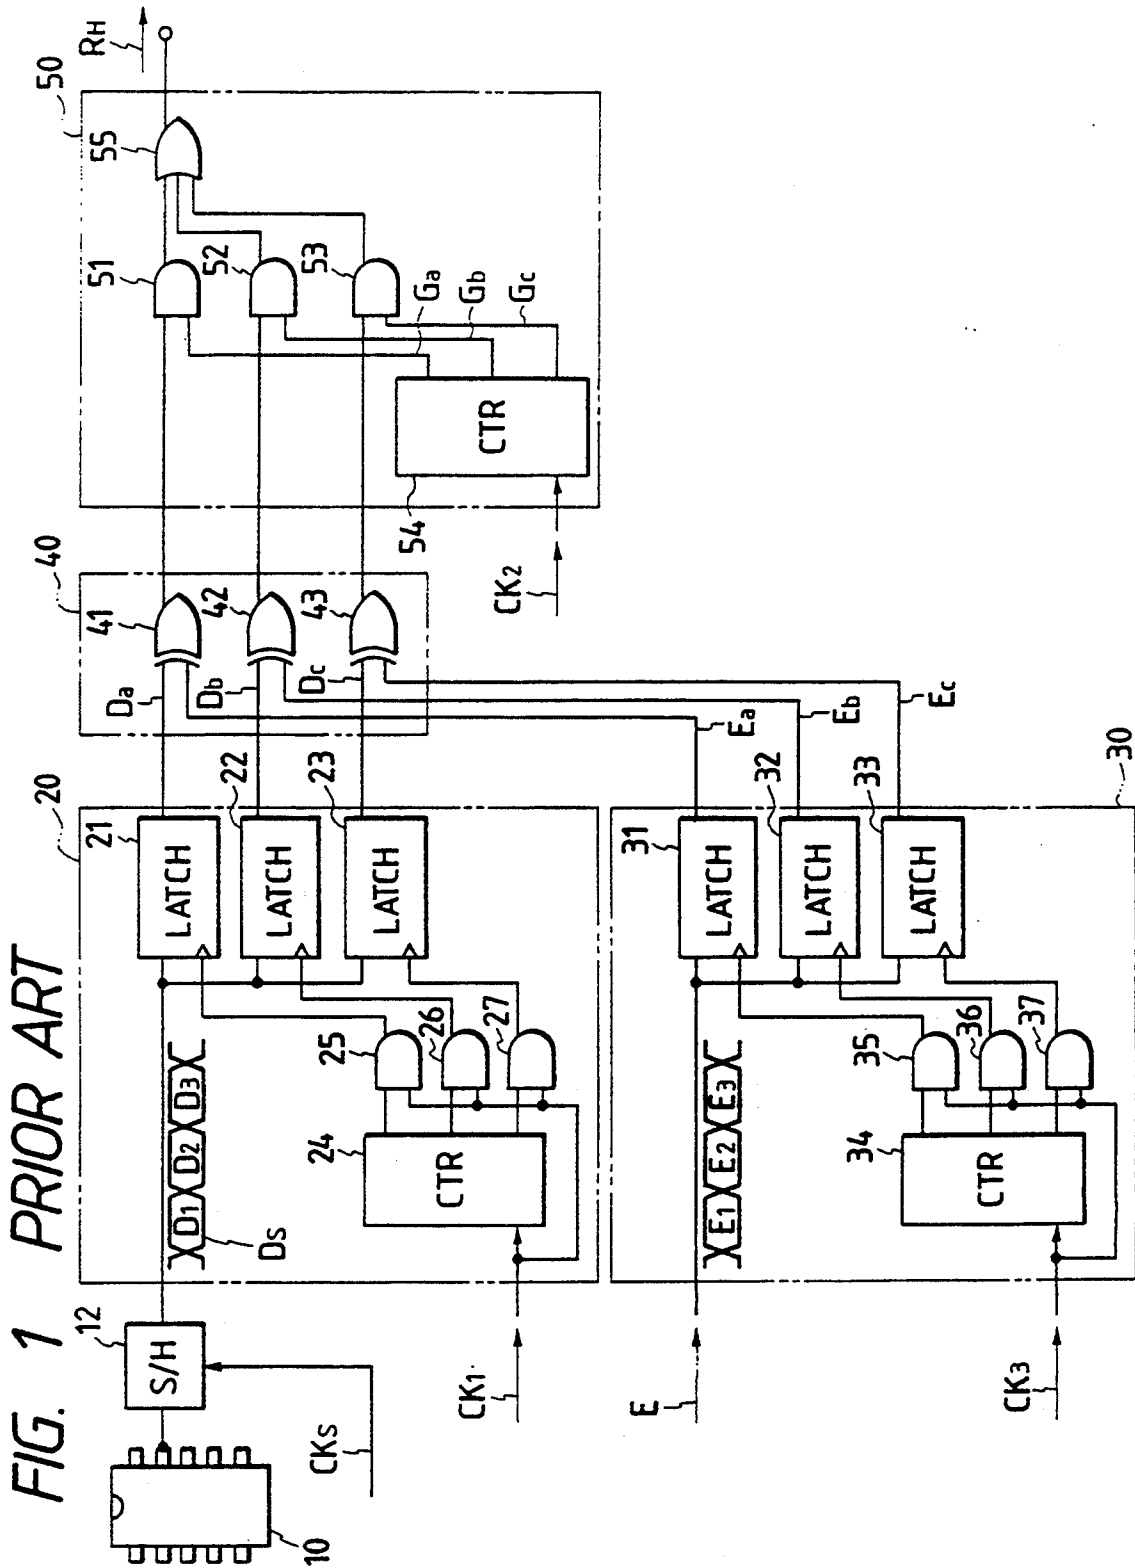 FIG. 1 PRIOR ART
10
12
S/H
CKS
20
D1 D2 D3
DS
21
LATCH
22
LATCH
23
LATCH
24
CTR
25
26
27
CK1
30
E
E1 E2 E3
31
LATCH
32
LATCH
33
LATCH
34
CTR
35
36
37
CK3
40
Da
41
Db
42
Dc
43
Ea
Eb
Ec
50
51
52
53
Ga
Gb
Gc
54
CTR
CK2
55
RH